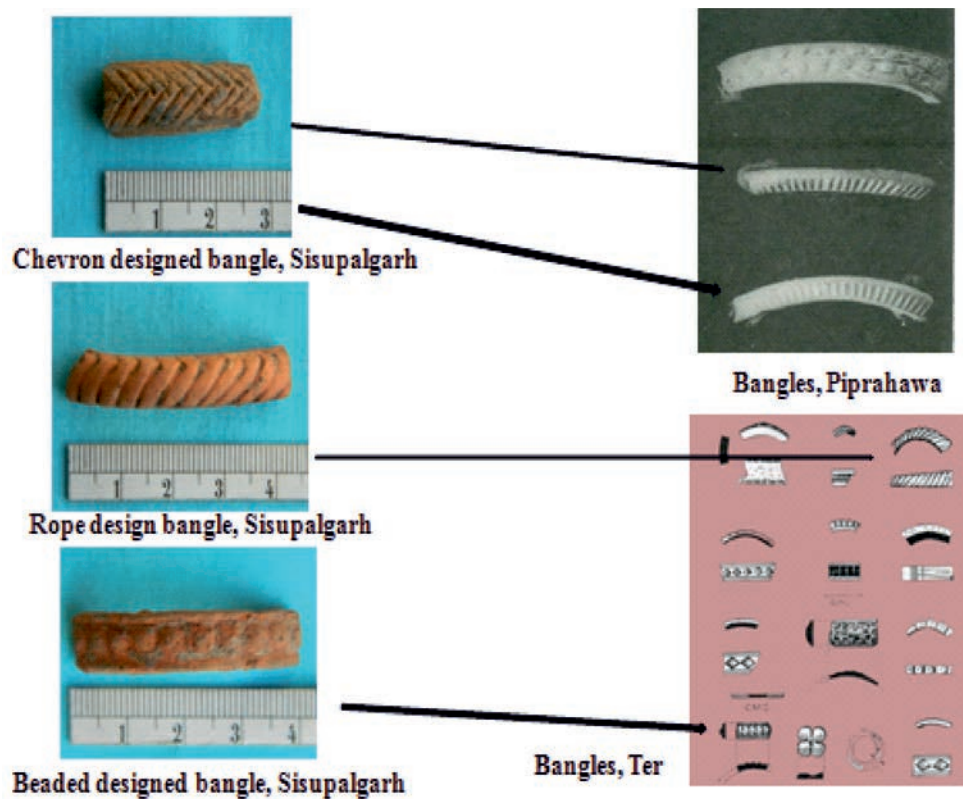 1 2 3
Chevron designed bangle, Sisupalgarh
Bangles, Piprahawa
1 2 3 4
Rope design bangle, Sisupalgarh
1 2 3 4
Beaded designed bangle, Sisupalgarh
CMS
Bangles, Ter